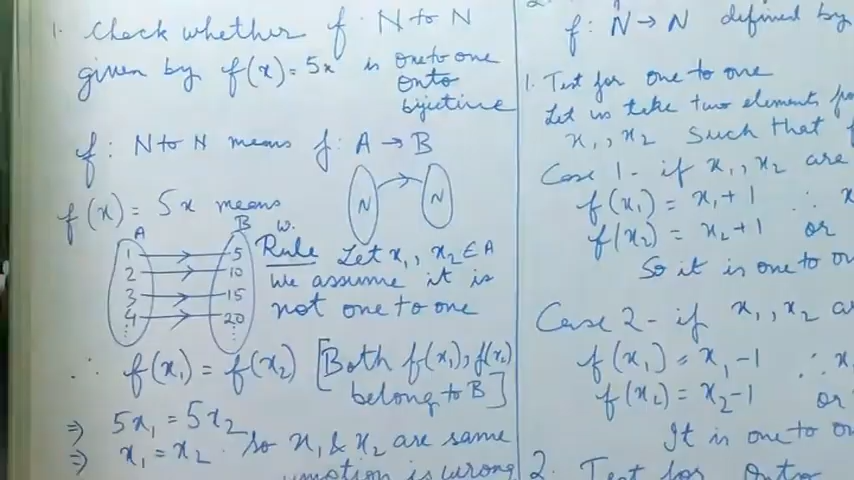 1. Check whether f : N to N
given by f(x) = 5x is one to one
onto
bijective
f : N to N means f : A → B
N N
f(x) = 5x means
A B
1 5
2 10
3 15
4 20
Rule Let x₁, x₂ ∈ A
We assume it is
not one to one
∴ f(x₁) = f(x₂) [Both f(x₁), f(x₂)
belong to B]
⇒ 5x₁ = 5x₂
⇒ x₁ = x₂ . So x₁ & x₂ are same
is wrong
2.
f : N → N defined by
1. Test for one to one
Let us take two elements
x₁, x₂ such that
Case 1 - if x₁, x₂ are
f(x₁) = x₁ + 1 ∴ x
f(x₂) = x₂ + 1 or
So it is one to
Case 2 - if x₁, x₂
f(x₁) = x₁ - 1 ∴ x
f(x₂) = x₂ - 1 or
It is one to
2. Test for Onto